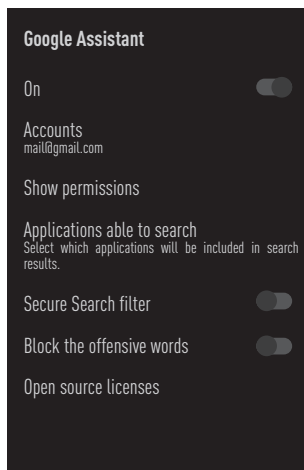 Google Assistant
On
Accounts
mail@gmail.com
Show permissions
Applications able to search
Select which applications will be included in search
results.
Secure Search filter
Block the offensive words
Open source licenses